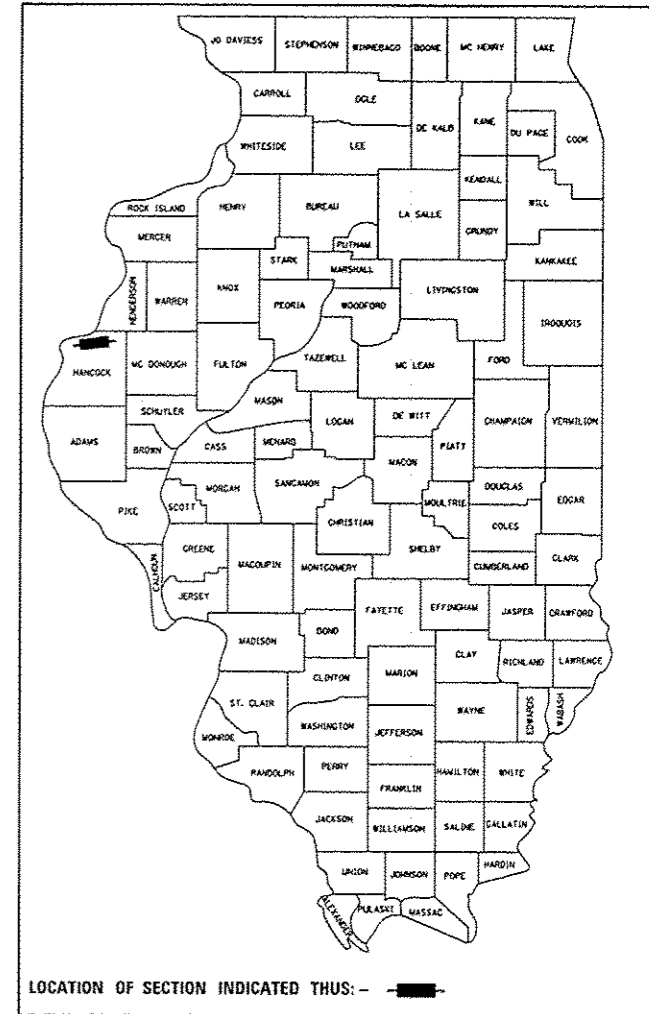 JO DAVIESS STEPHENSON WINNEBAGO BOONE MC HENRY LAKE
CARROLL OGLE DE KALB KANE DU PAGE COOK
WHITESIDE LEE
KENDALL
ROCK ISLAND HENRY BUREAU LA SALLE GRUNDY WILL
MERCER PUTNAM
STARK MARSHALL KANKAKEE
HENDERSON WARREN KNOX PEORIA WOODFORD LIVINGSTON IROQUOIS
HANCOCK MC DONOUGH FULTON TAZEWELL MC LEAN FORD
SCHUYLER MASON LOGAN DE WITT CHAMPAIGN VERMILION
ADAMS BROWN CASS MENARD MACON PIATT
PIKE SCOTT MORGAN SANGAMON MOULTRIE DOUGLAS EDGAR
CHRISTIAN COLES
CALHOUN GREENE MACOUPIN MONTGOMERY SHELBY CUMBERLAND CLARK
JERSEY FAYETTE EFFINGHAM JASPER CRAWFORD
MADISON BOND CLAY RICHLAND LAWRENCE
CLINTON MARION
ST. CLAIR WAYNE EDWARDS WABASH
MONROE WASHINGTON JEFFERSON
RANDOLPH PERRY HAMILTON WHITE
FRANKLIN
JACKSON WILLIAMSON SALINE GALLATIN
UNION JOHNSON POPE HARDIN
ALEXANDER PULASKI MASSAC
LOCATION OF SECTION INDICATED THUS: -